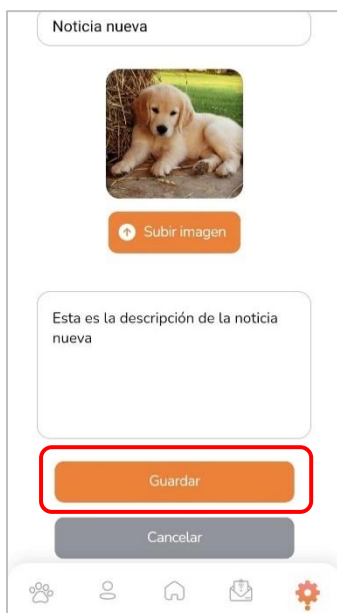 Noticia nueva
Subir imagen
Esta es la descripción de la noticia
nueva
Guardar
Cancelar